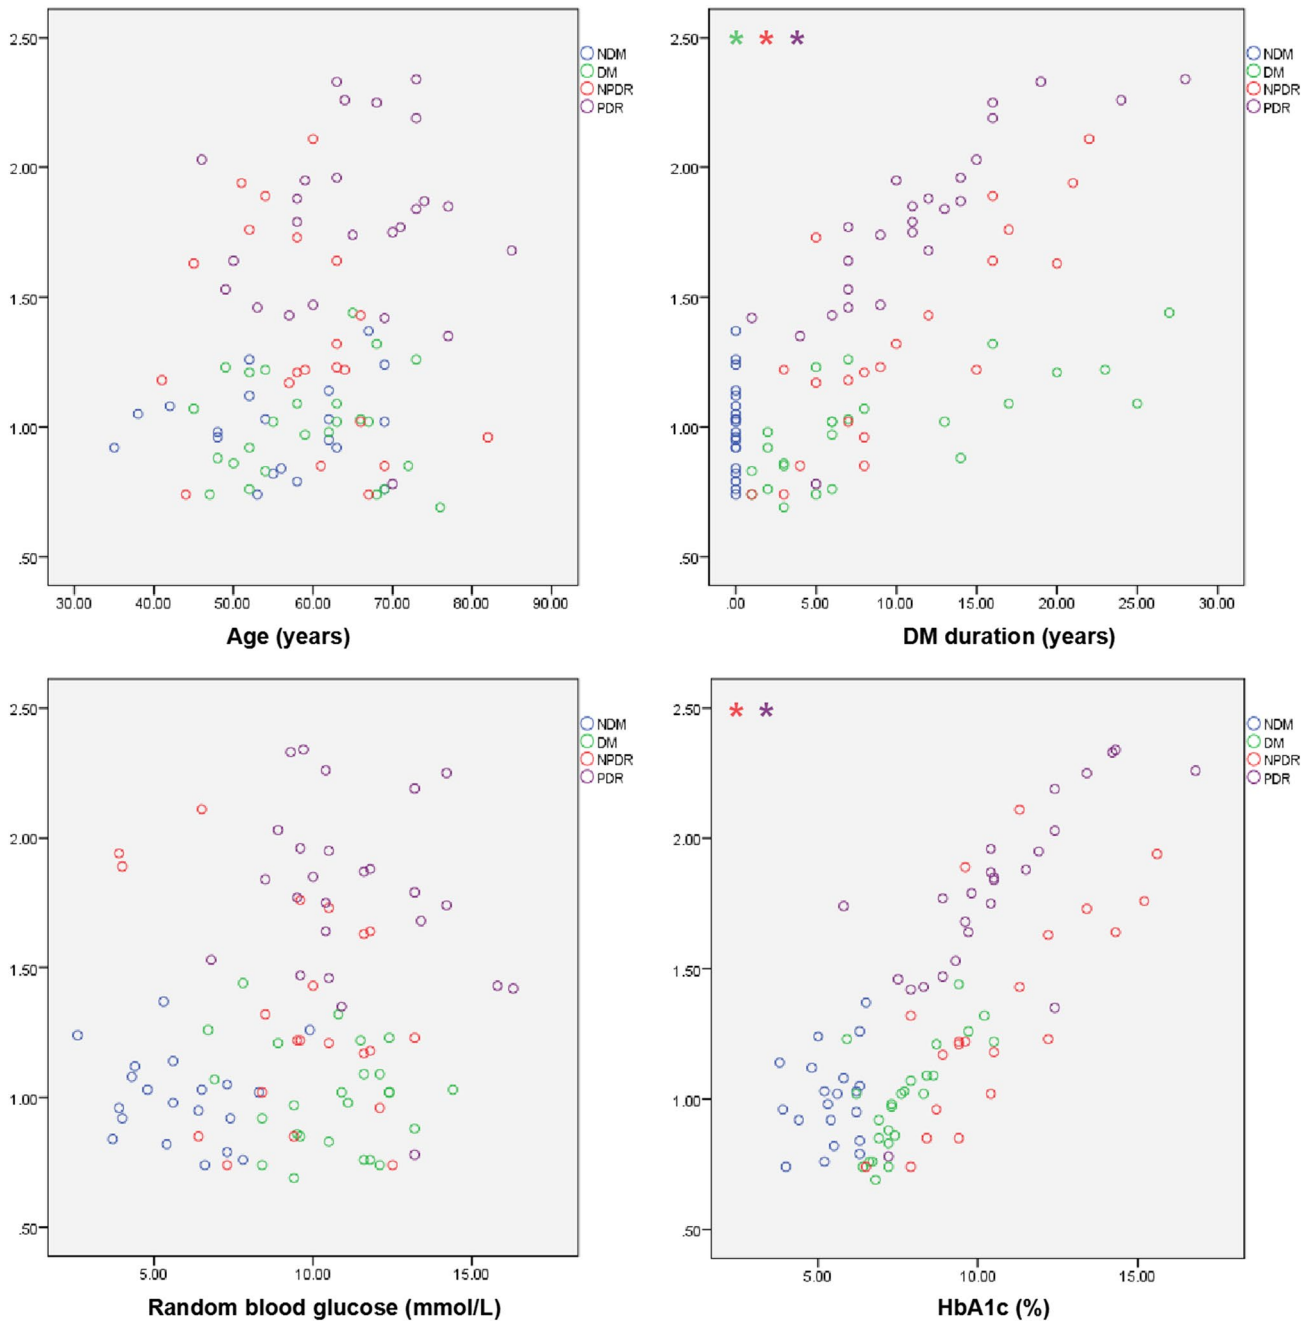 2.50
2.00
1.50
1.00
.50
30.00 40.00 50.00 60.00 70.00 80.00 90.00
Age (years)
NDM
DM
NPDR
PDR
2.50
* * *
2.00
1.50
1.00
.50
.00 5.00 10.00 15.00 20.00 25.00 30.00
DM duration (years)
NDM
DM
NPDR
PDR
2.50
2.00
1.50
1.00
.50
5.00 10.00 15.00
Random blood glucose (mmol/L)
NDM
DM
NPDR
PDR
2.50
* *
2.00
1.50
1.00
.50
5.00 10.00 15.00
HbA1c (%)
NDM
DM
NPDR
PDR